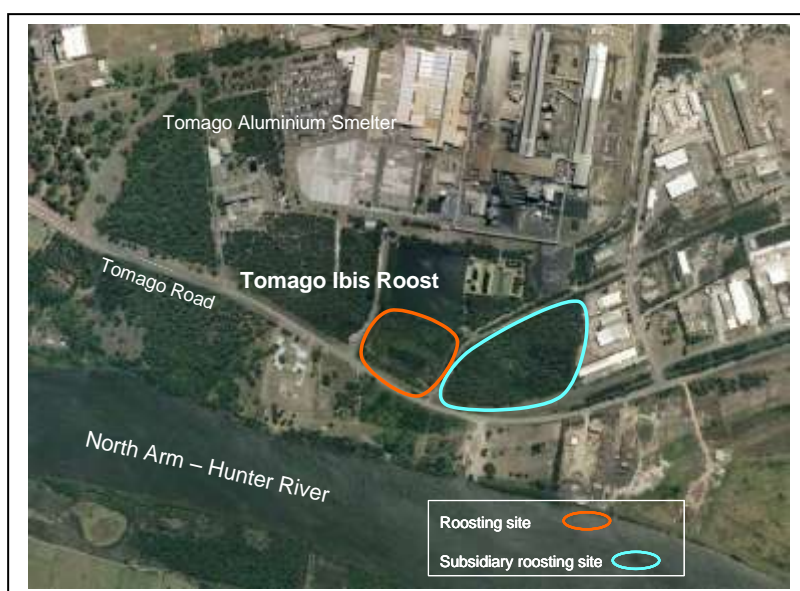 Tomago Aluminium Smelter
Tomago Ibis Roost
Tomago Road
North Arm – Hunter River
Roosting site
Subsidiary roosting site